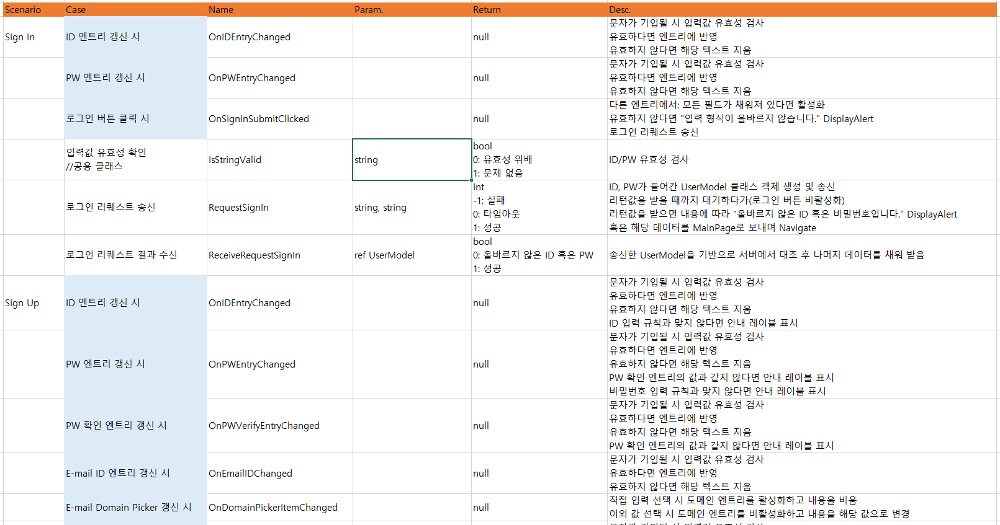 Scenario Case Name Param. Return Desc.
Sign In ID 엔트리 갱신 시 OnIDEntryChanged null 문자가 기입될 시 입력값 유효성 검사
유효하다면 엔트리에 반영
유효하지 않다면 해당 텍스트 지움
PW 엔트리 갱신 시 OnPWEntryChanged null 문자가 기입될 시 입력값 유효성 검사
유효하다면 엔트리에 반영
유효하지 않다면 해당 텍스트 지움
로그인 버튼 클릭 시 OnSignInSubmitClicked null 다른 엔트리에서: 모든 필드가 채워져 있다면 활성화
유효하지 않다면 "입력 형식이 올바르지 않습니다." DisplayAlert
로그인 리퀘스트 송신
입력값 유효성 확인
//공용 클래스
IsStringValid
string
bool
0: 유효성 위배
1: 문제 없음
ID/PW 유효성 검사
로그인 리퀘스트 송신
RequestSignIn
string, string
int
-1: 실패
0: 타임아웃
1: 성공
ID, PW가 들어간 UserModel 클래스 객체 생성 및 송신
리턴값을 받을 때까지 대기하다가(로그인 버튼 비활성화)
리턴값을 받으면 내용에 따라 "올바르지 않은 ID 혹은 비밀번호입니다." DisplayAlert
혹은 해당 데이터를 MainPage로 보내며 Navigate
로그인 리퀘스트 결과 수신
ReceiveRequestSignIn
ref UserModel
bool
0: 올바르지 않은 ID 혹은 PW
1: 성공
송신한 UserModel을 기반으로 서버에서 대조 후 나머지 데이터를 채워 받음
Sign Up ID 엔트리 갱신 시 OnIDEntryChanged null 문자가 기입될 시 입력값 유효성 검사
유효하다면 엔트리에 반영
유효하지 않다면 해당 텍스트 지움
ID 입력 규칙과 맞지 않다면 안내 레이블 표시
PW 엔트리 갱신 시 OnPWEntryChanged null 문자가 기입될 시 입력값 유효성 검사
유효하다면 엔트리에 반영
유효하지 않다면 해당 텍스트 지움
PW 확인 엔트리의 값과 같지 않다면 안내 레이블 표시
비밀번호 입력 규칙과 맞지 않다면 안내 레이블 표시
PW 확인 엔트리 갱신 시 OnPWVerifyEntryChanged null 문자가 기입될 시 입력값 유효성 검사
유효하다면 엔트리에 반영
유효하지 않다면 해당 텍스트 지움
PW 확인 엔트리의 값과 같지 않다면 안내 레이블 표시
E-mail ID 엔트리 갱신 시 OnEmailIDChanged null 문자가 기입될 시 입력값 유효성 검사
유효하다면 엔트리에 반영
유효하지 않다면 해당 텍스트 지움
E-mail Domain Picker 갱신 시 OnDomainPickerItemChanged null 직접 입력 선택 시 도메인 엔트리를 활성화하고 내용을 비움
이외 값 선택 시 도메인 엔트리를 비활성화하고 내용을 해당 값으로 변경